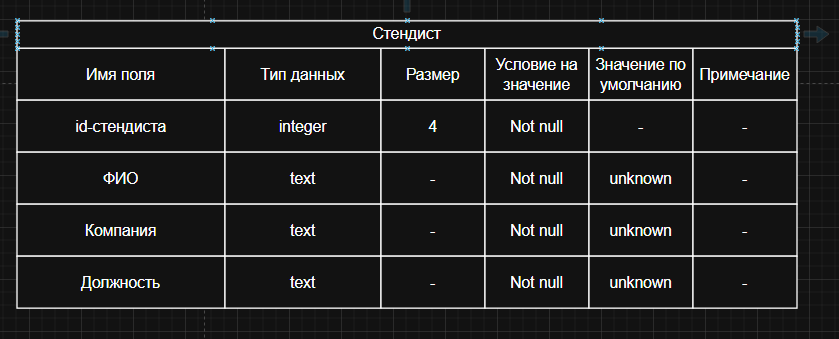 Стендист
Имя поля Тип данных Размер Условие на значение Значение по умолчанию Примечание
id-стендиста integer 4 Not null - -
ФИО text - Not null unknown -
Компания text - Not null unknown -
Должность text - Not null unknown -